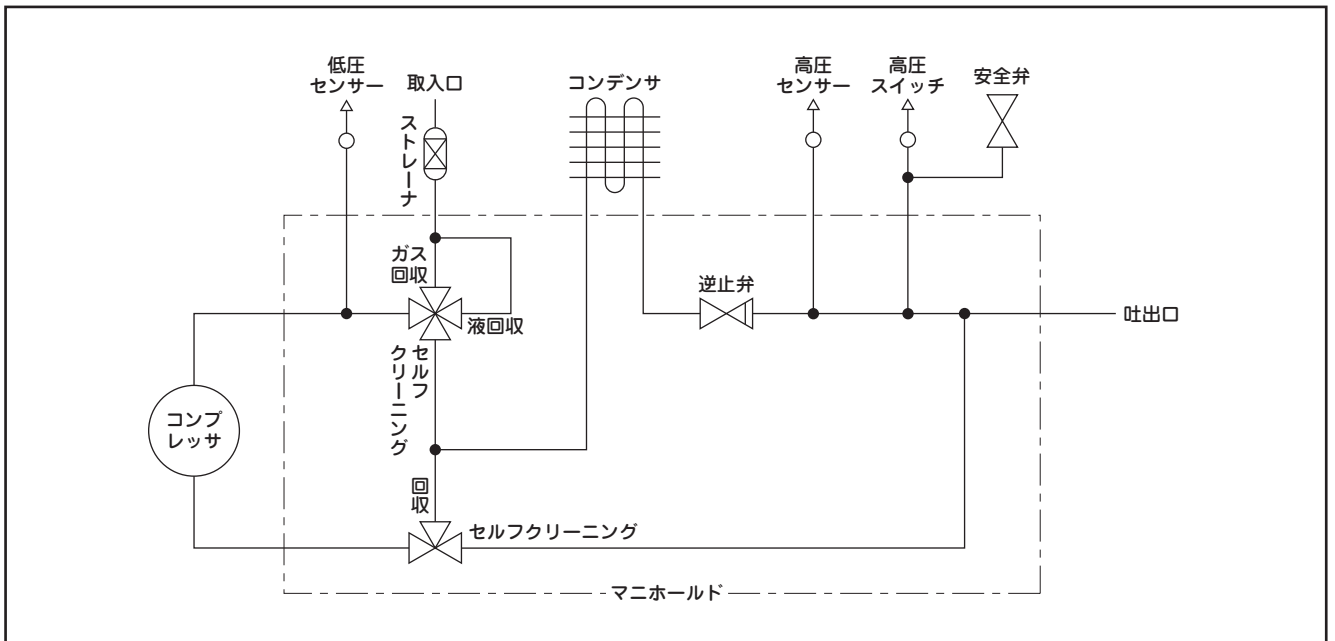 低圧
センサー
取入口
ストレーナ
コンデンサ
高圧
センサー
高圧
スイッチ
安全弁
ガス
回収
液回収
逆止弁
吐出口
セルフ
クリーニング
コンプ
レッサ
回収
セルフクリーニング
マニホールド